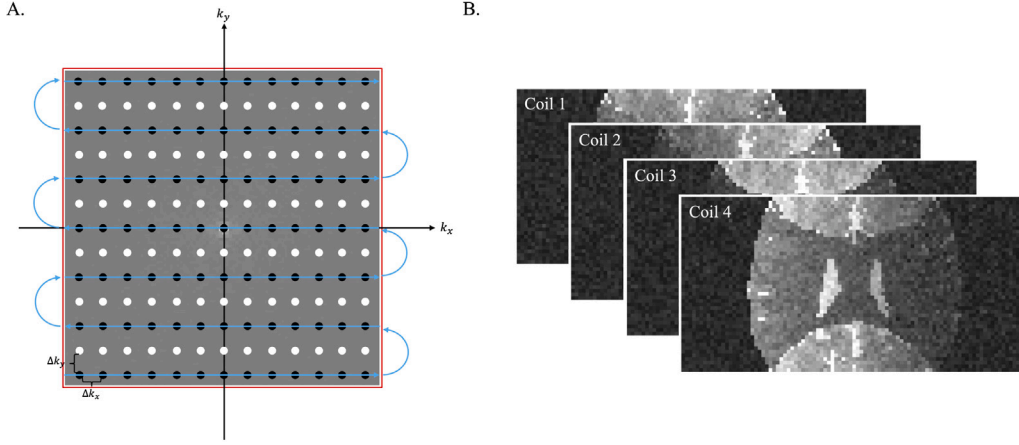 A.
B.
k_y
k_x
Δk_y
Δk_x
Coil 1
Coil 2
Coil 3
Coil 4